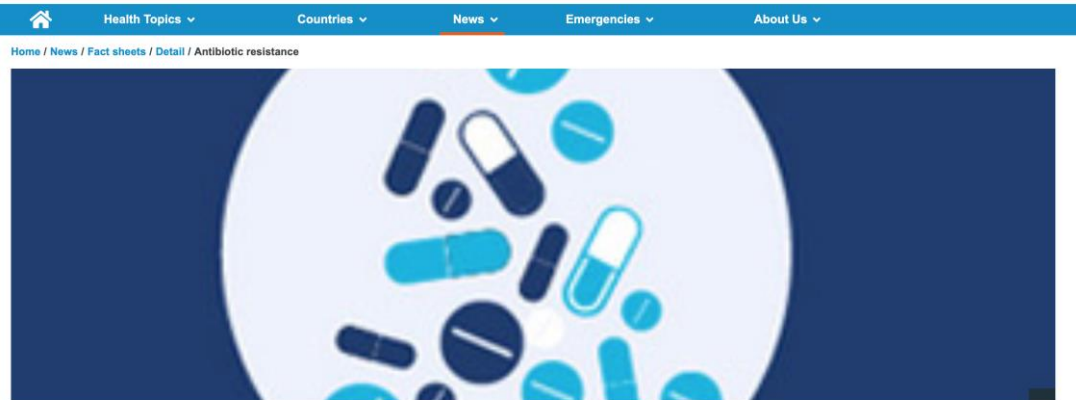 Health Topics Countries News Emergencies About Us
Home / News / Fact sheets / Detail / Antibiotic resistance